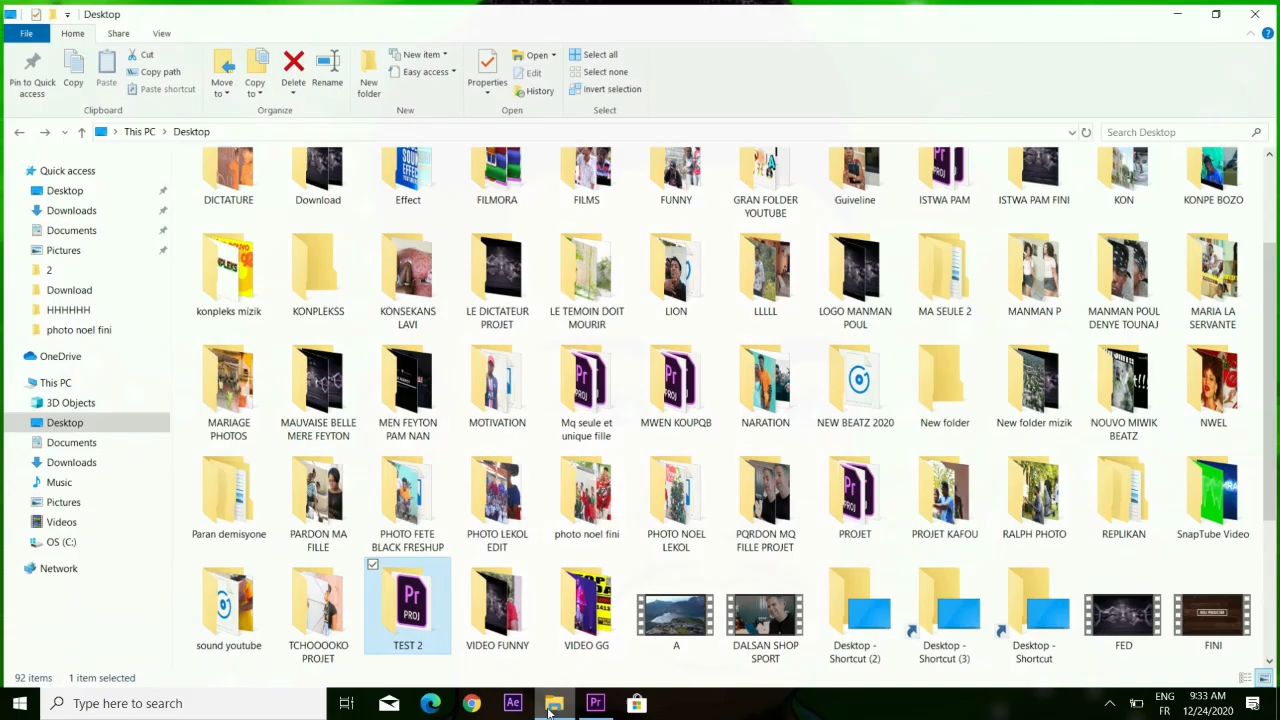 Desktop
File
Home
Share
View
Pin to Quick
access
Copy
Paste
Cut
Copy path
Paste shortcut
Clipboard
Move
to
Copy
to
Delete
Rename
Organize
New
folder
New item
Easy access
New
Properties
Open
Edit
History
Open
Select all
Select none
Invert selection
Select
This PC
Desktop
Search Desktop
Quick access
Desktop
Downloads
Documents
Pictures
2
Download
HHHHHH
photo noel fini
OneDrive
This PC
3D Objects
Desktop
Documents
Downloads
Music
Pictures
Videos
OS (C:)
Network
DICTATURE
Download
Effect
FILMORA
FILMS
FUNNY
GRAN FOLDER
YOUTUBE
Guiveline
ISTWA PAM
ISTWA PAM FINI
KON
KONPE BOZO
konpleks mizik
KONPLEKSS
KONSEKANS
LAVI
LE DICTATEUR
PROJET
LE TEMOIN DOIT
MOURIR
LION
LLLLL
LOGO MANMAN
POUL
MA SEULE 2
MANMAN P
MANMAN POUL
DENYE TOUNAJ
MARIA LA
SERVANTE
MARIAGE
PHOTOS
MAUVAISE BELLE
MERE FEYTON
MEN FEYTON
PAM NAN
MOTIVATION
Mq seule et
unique fille
MWEN KOUPQB
NARATION
NEW BEATZ 2020
New folder
New folder mizik
NOUVO MIWIK
BEATZ
NWEL
Paran demisyone
PARDON MA
FILLE
PHOTO FETE
BLACK FRESHUP
PHOTO LEKOL
EDIT
photo noel fini
PHOTO NOEL
LEKOL
PQRDON MQ
FILLE PROJET
PROJET
PROJET KAFOU
RALPH PHOTO
REPLIKAN
SnapTube Video
sound youtube
TCHOOOOKO
PROJET
TEST 2
VIDEO FUNNY
VIDEO GG
A
DALSAN SHOP
SPORT
Desktop -
Shortcut (2)
Desktop -
Shortcut (3)
Desktop -
Shortcut
FED
FINI
92 items
1 item selected
Type here to search
Ae
Pr
ENG
FR
9:33 AM
12/24/2020